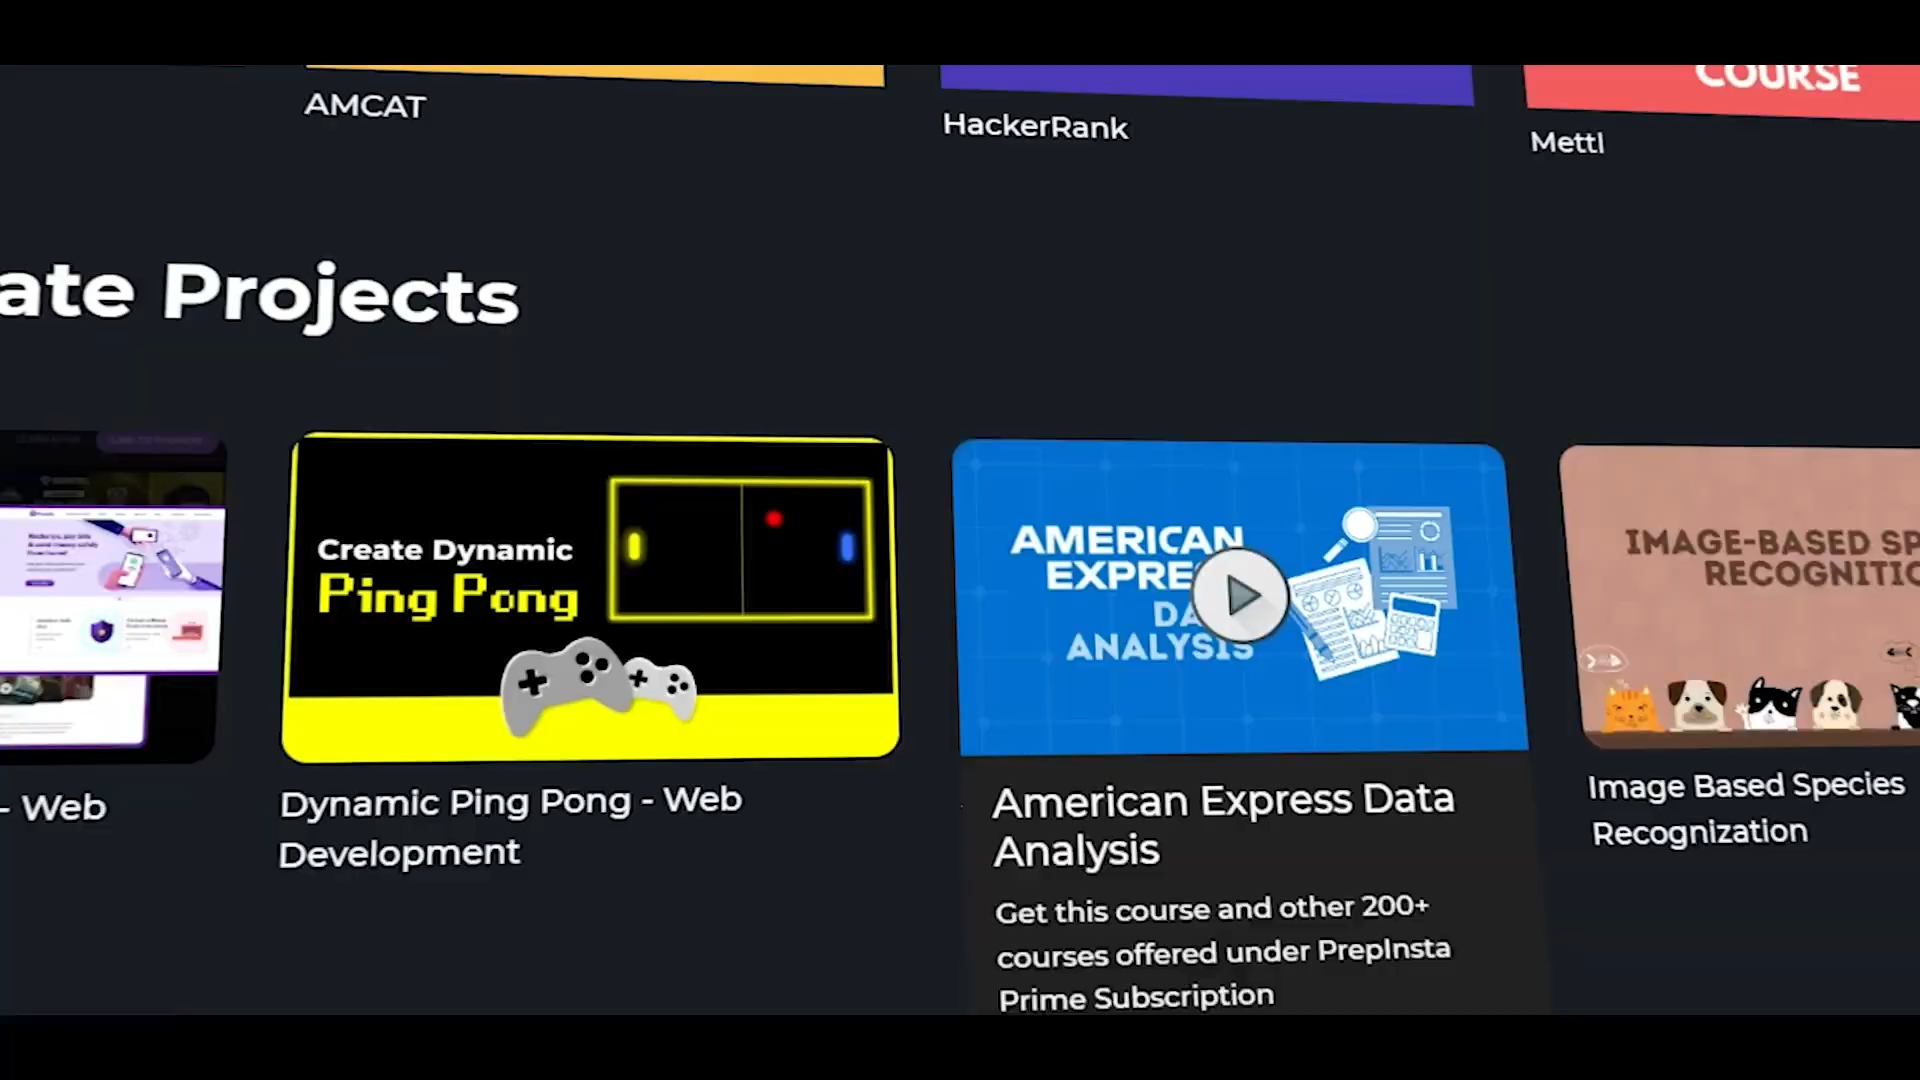 COURSE
AMCAT
HackerRank
Mettl
ate Projects
Create Dynamic
Ping Pong
AMERICAN
EXPRE
DA
ANALYSIS
IMAGE-BASED SP
RECOGNITIO
- Web
Dynamic Ping Pong - Web
Development
American Express Data
Analysis
Get this course and other 200+
courses offered under PrepInsta
Prime Subscription
Image Based Species
Recognization